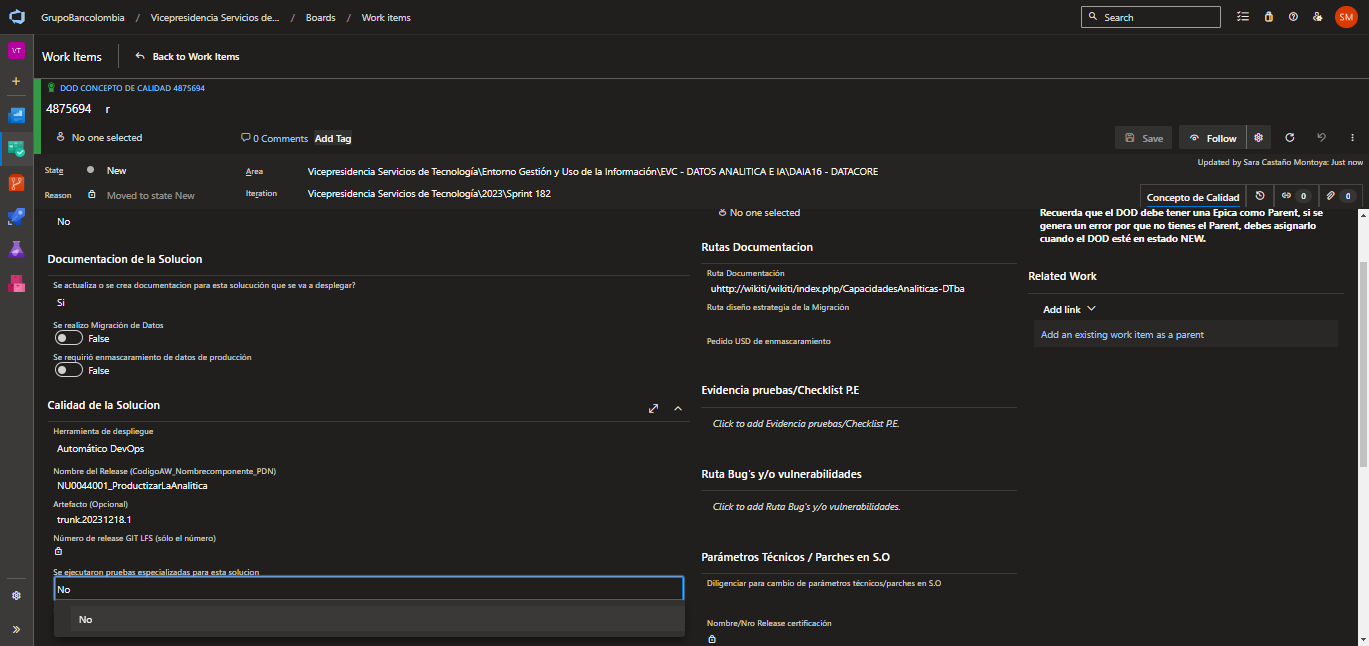 GrupoBancolombia / Vicepresidencia Servicios de... / Boards / Work items
Search
SM
VT
Work Items
Back to Work Items
DOD CONCEPTO DE CALIDAD 4875694
4875694 r
No one selected
0 Comments
Add Tag
Save
Follow
Updated by Sara Castaño Montoya: Just now
State
New
Area
Vicepresidencia Servicios de Tecnología\Entorno Gestión y Uso de la Información\EVC - DATOS ANALITICA E IA\DAIA16 - DATACORE
Reason
Moved to state New
Iteration
Vicepresidencia Servicios de Tecnología\2023\Sprint 182
Concepto de Calidad
0
0
No
Documentacion de la Solucion
Se actualiza o se crea documentacion para esta solucución que se va a desplegar?
Si
Se realizo Migración de Datos
False
Se requirió enmascaramiento de datos de producción
False
Calidad de la Solucion
Herramienta de despliegue
Automático DevOps
Nombre del Release (CodigoAW_Nombrecomponente_PDN)
NU0044001_ProductizarLaAnalitica
Artefacto (Opcional)
trunk.20231218.1
Número de release GIT LFS (sólo el número)
Se ejecutaron pruebas especializadas para esta solucion
No
No
No one selected
Rutas Documentacion
Ruta Documentación
uhttp://wikiti/wikiti/index.php/CapacidadesAnaliticas-DTba
Ruta diseño estrategia de la Migración
Pedido USD de enmascaramiento
Evidencia pruebas/Checklist P.E
Click to add Evidencia pruebas/Checklist P.E.
Ruta Bug's y/o vulnerabilidades
Click to add Ruta Bug's y/o vulnerabilidades.
Parámetros Técnicos / Parches en S.O
Diligenciar para cambio de parámetros técnicos/parches en S.O
Nombre/Nro Release certificación
Recuerda que el DOD debe tener una Epica como Parent, si se
genera un error por que no tienes el Parent, debes asignarlo
cuando el DOD esté en estado NEW.
Related Work
Add link
Add an existing work item as a parent